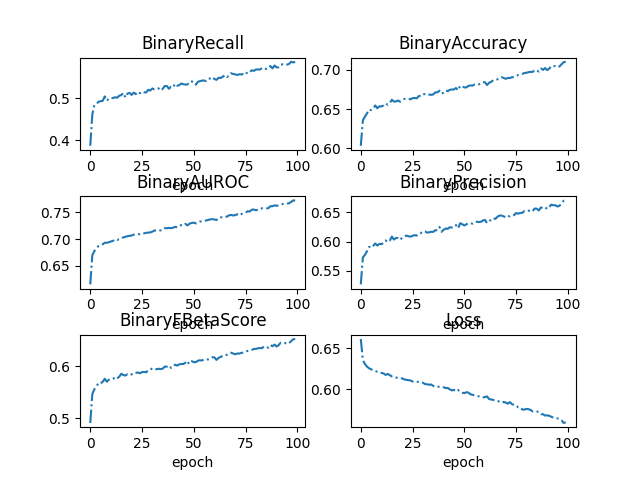 BinaryRecall
0.5
0.4
0 25 50 75 100
epoch
BinaryAccuracy
0.70
0.65
0.60
0 25 50 75 100
epoch
BinaryAUROC
0.75
0.70
0.65
0 25 50 75 100
epoch
BinaryPrecision
0.65
0.60
0.55
0 25 50 75 100
epoch
BinaryFBetaScore
0.6
0.5
0 25 50 75 100
epoch
Loss
0.65
0.60
0 25 50 75 100
epoch